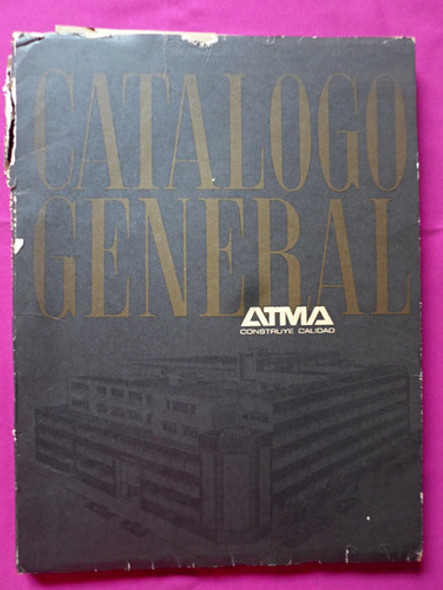 CATALOGO
GENERAL
ATMA
CONSTRUYE CALIDAD